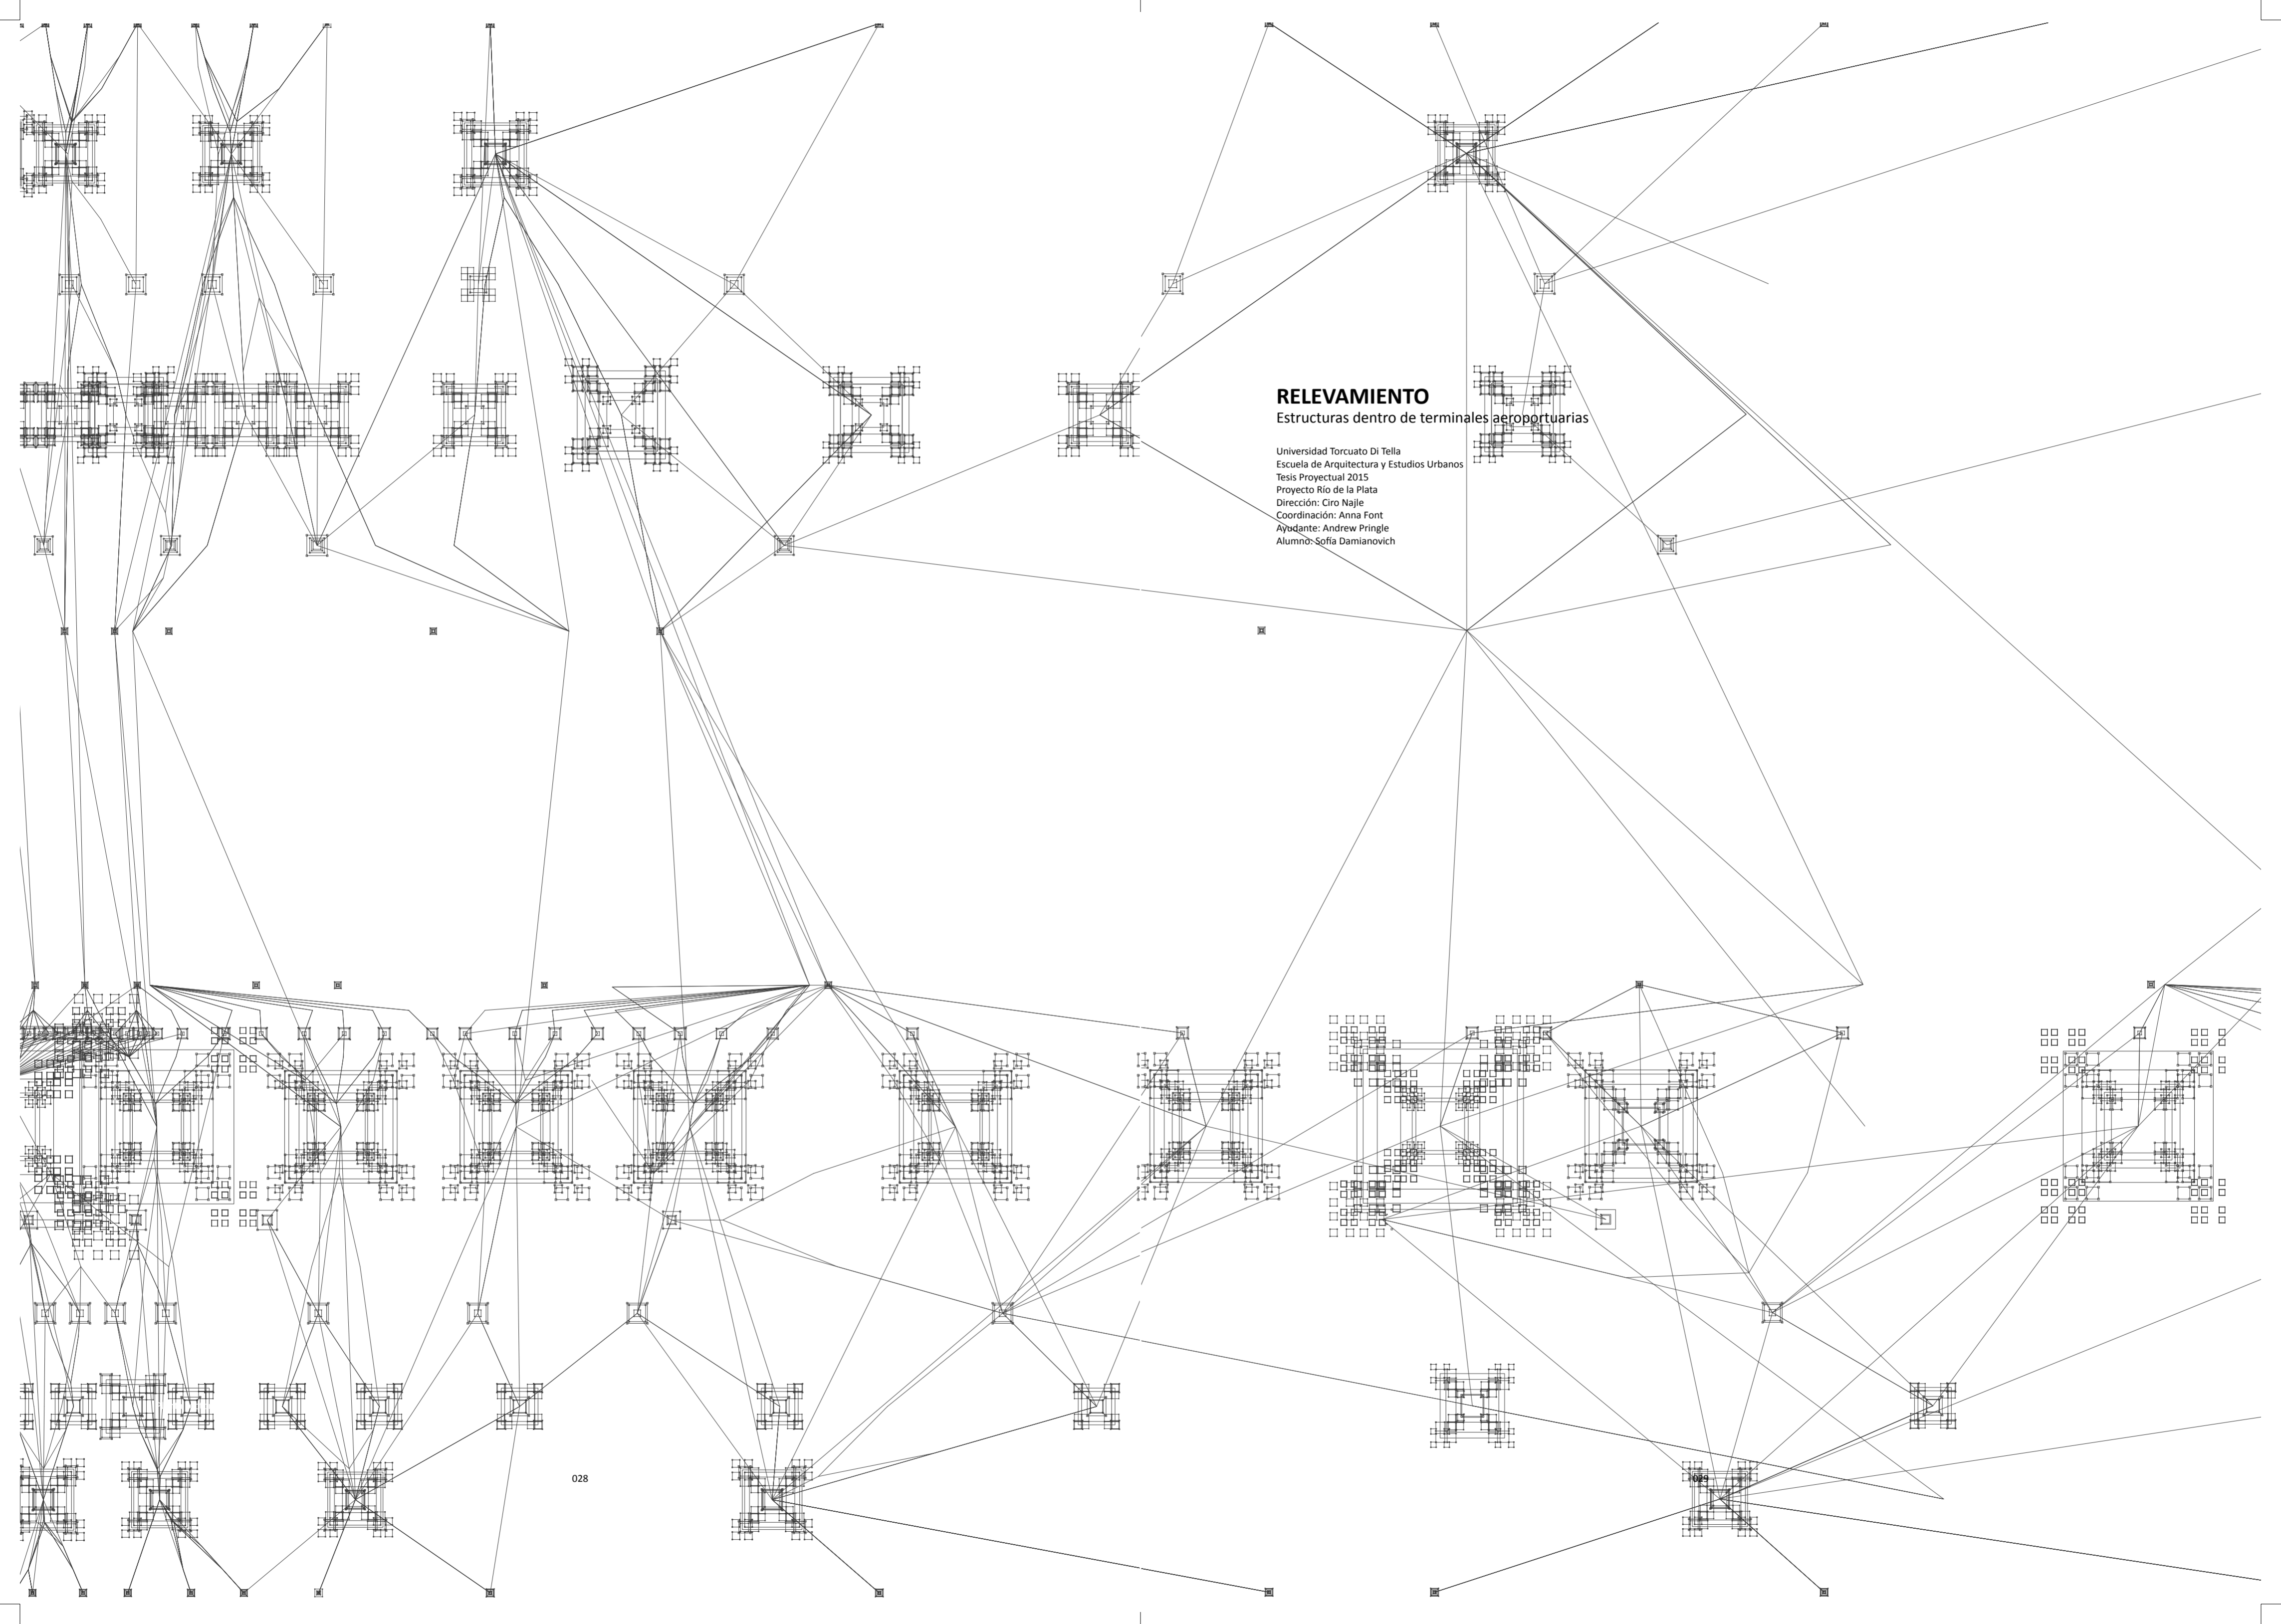 RELEVAMIENTO
Estructuras dentro de terminales aeroportuarias
Universidad Torcuato Di Tella
Escuela de Arquitectura y Estudios Urbanos
Tesis Proyectual 2015
Proyecto Río de la Plata
Dirección: Ciro Najle
Coordinación: Anna Font
Ayudante: Andrew Pringle
Alumno: Sofía Damianovich
028
029